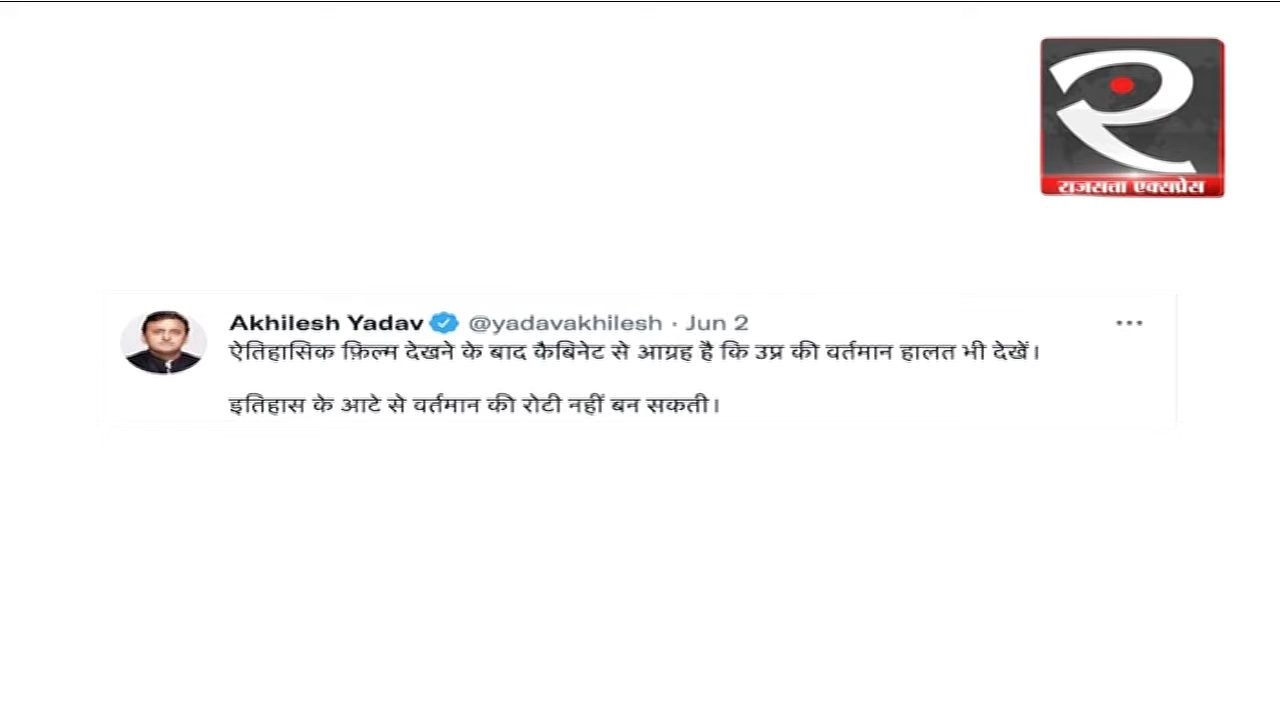 राजसत्ता एक्सप्रेस
Akhilesh Yadav @yadavakhilesh · Jun 2 ...
ऐतिहासिक फ़िल्म देखने के बाद कैबिनेट से आग्रह है कि उप्र की वर्तमान हालत भी देखें।
इतिहास के आटे से वर्तमान की रोटी नहीं बन सकती।